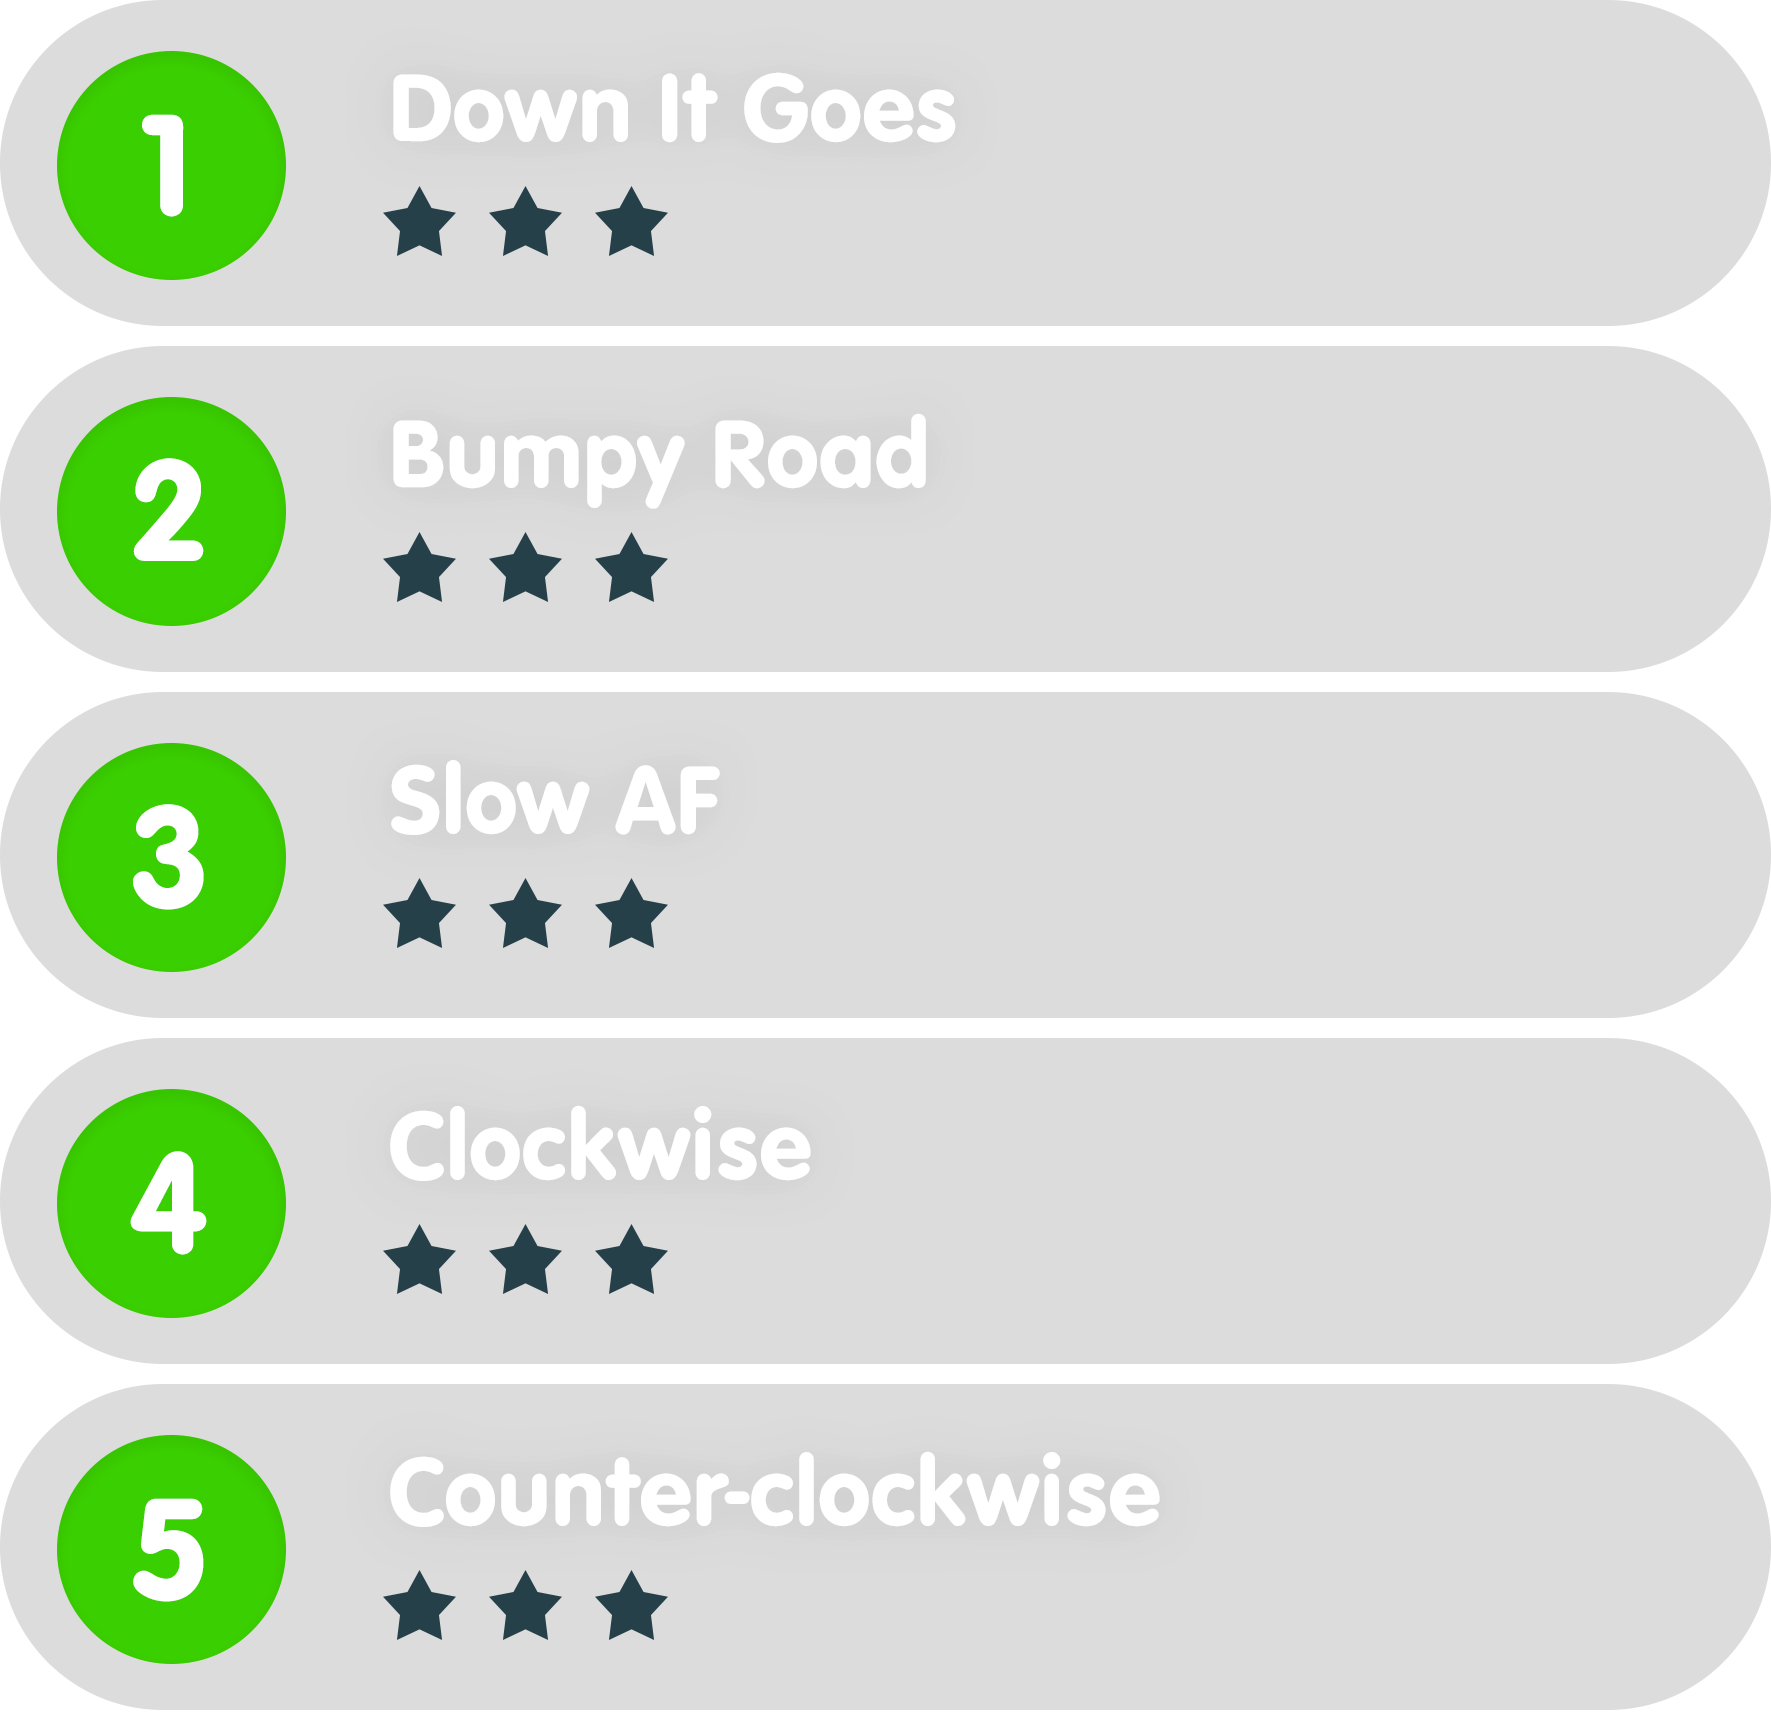 1
Down It Goes
2
Bumpy Road
3
Slow AF
4
Clockwise
5
Counter-clockwise